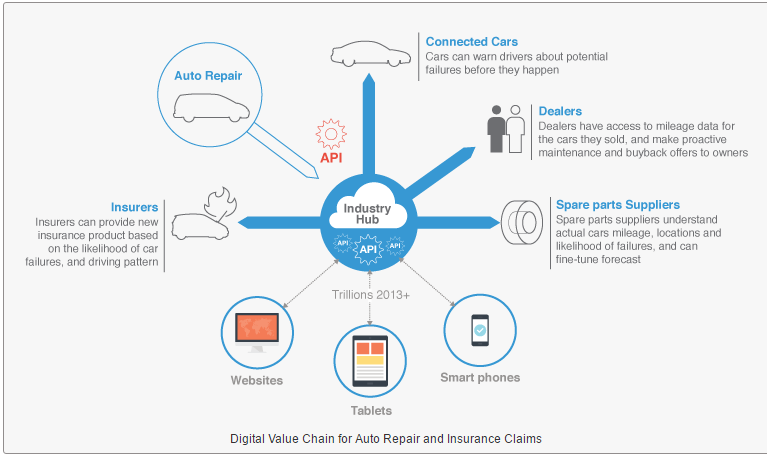 Connected Cars
Cars can warn drivers about potential
failures before they happen
Auto Repair
API
Dealers
Dealers have access to mileage data for
the cars they sold, and make proactive
maintenance and buyback offers to owners
Insurers
Insurers can provide new
insurance product based
on the likelihood of car
failures, and driving pattern
Industry
Hub
API
API
API
Spare parts Suppliers
Spare parts suppliers understand
actual cars mileage, locations and
likelihood of failures, and can
fine-tune forecast
Trillions 2013+
Websites
Tablets
Smart phones
Digital Value Chain for Auto Repair and Insurance Claims